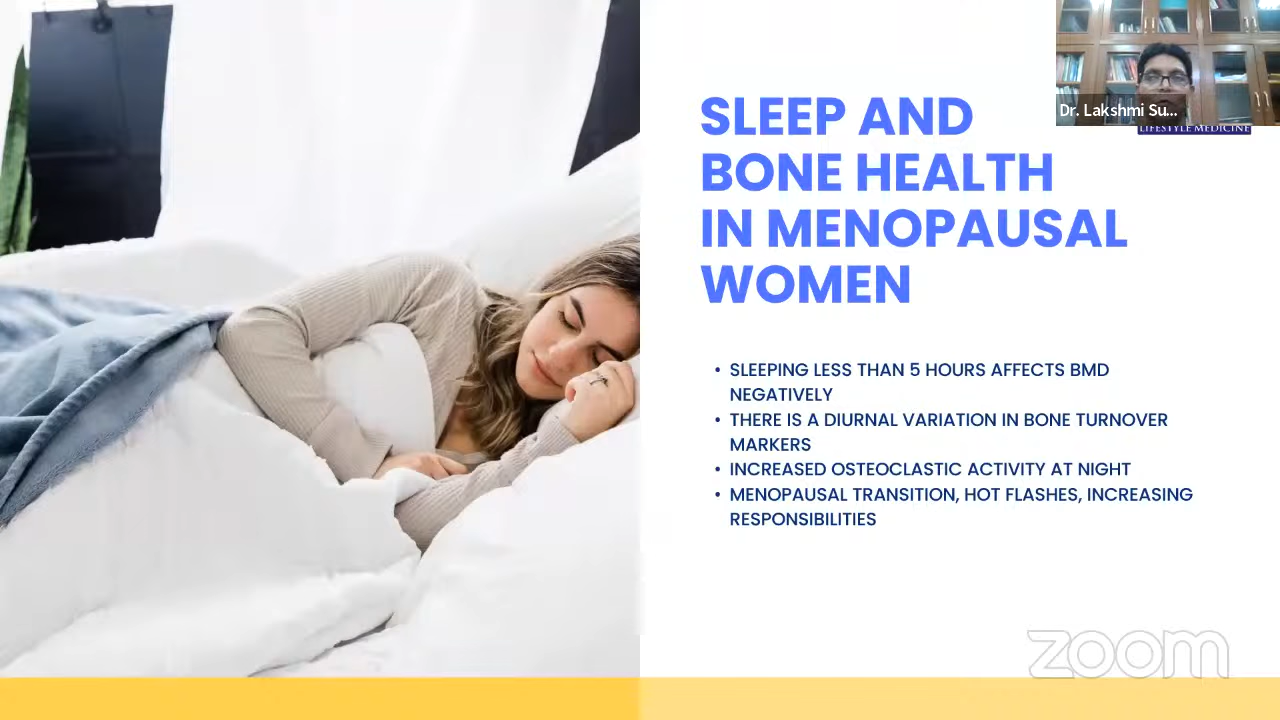 Dr. Lakshmi Su...
LIFESTYLE MEDICINE
SLEEP AND
BONE HEALTH
IN MENOPAUSAL
WOMEN
• SLEEPING LESS THAN 5 HOURS AFFECTS BMD
NEGATIVELY
• THERE IS A DIURNAL VARIATION IN BONE TURNOVER
MARKERS
• INCREASED OSTEOCLASTIC ACTIVITY AT NIGHT
• MENOPAUSAL TRANSITION, HOT FLASHES, INCREASING
RESPONSIBILITIES
zoom